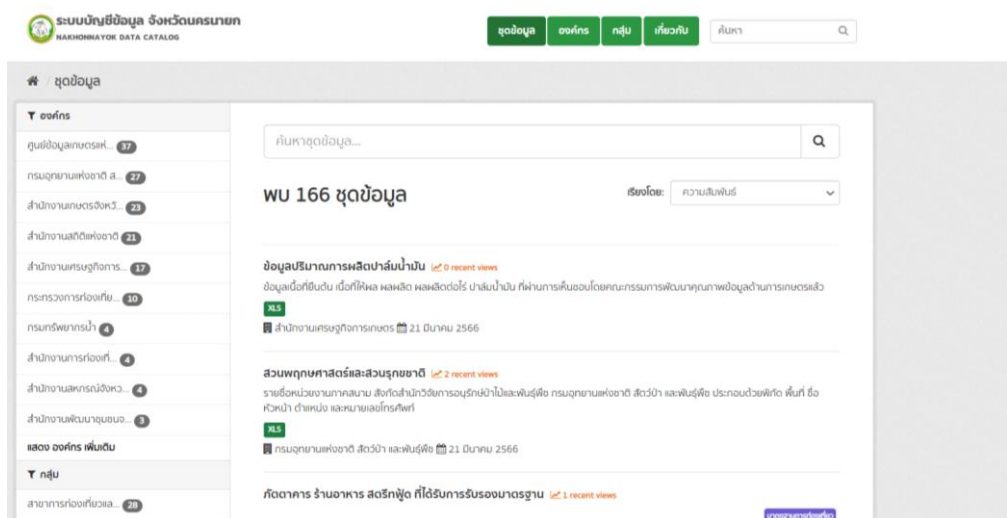 ระบบบัญชีข้อมูล จังหวัดนครนายก
NAKHONNAYOK DATA CATALOG
ชุดข้อมูล
องค์กร
กลุ่ม
เกี่ยวกับ
ค้นหา
/ ชุดข้อมูล
องค์กร
ศูนย์ข้อมูลเกษตรแห่... 37
กรมอุทยานแห่งชาติ ส... 27
สำนักงานเกษตรจังหวั... 23
สำนักงานสถิติแห่งชาติ 21
สำนักงานเศรษฐกิจการ... 17
กระทรวงการท่องเที่ย... 10
กรมทรัพยากรน้ำ 4
สำนักงานการท่องเที่... 4
สำนักงานสหกรณ์จังหว... 4
สำนักงานพัฒนาชุมชนจ... 3
แสดง องค์กร เพิ่มเติม
กลุ่ม
สาขาการท่องเที่ยวแล... 28
ค้นหาชุดข้อมูล...
พบ 166 ชุดข้อมูล
เรียงโดย: ความสัมพันธ์
ข้อมูลปริมาณการผลิตปาล์มน้ำมัน 0 recent views
ข้อมูลเนื้อที่ยืนต้น เนื้อที่ให้ผล ผลผลิต ผลผลิตต่อไร่ ปาล์มน้ำมัน ที่ผ่านการเห็นชอบโดยคณะกรรมการพัฒนาคุณภาพข้อมูลด้านการเกษตรแล้ว
XLS
สำนักงานเศรษฐกิจการเกษตร 21 มีนาคม 2566
สวนพฤกษศาสตร์และสวนรุกขชาติ 2 recent views
รายชื่อหน่วยงานภาคสนาม สังกัดสำนักวิจัยการอนุรักษ์ป่าไม้และพันธุ์พืช กรมอุทยานแห่งชาติ สัตว์ป่า และพันธุ์พืช ประกอบด้วยพิกัด พื้นที่ ชื่อ
หัวหน้า ตำแหน่ง และหมายเลขโทรศัพท์
XLS
กรมอุทยานแห่งชาติ สัตว์ป่า และพันธุ์พืช 21 มีนาคม 2566
ภัตตาคาร ร้านอาหาร สตรีทฟู้ด ที่ได้รับการรับรองมาตรฐาน 1 recent views